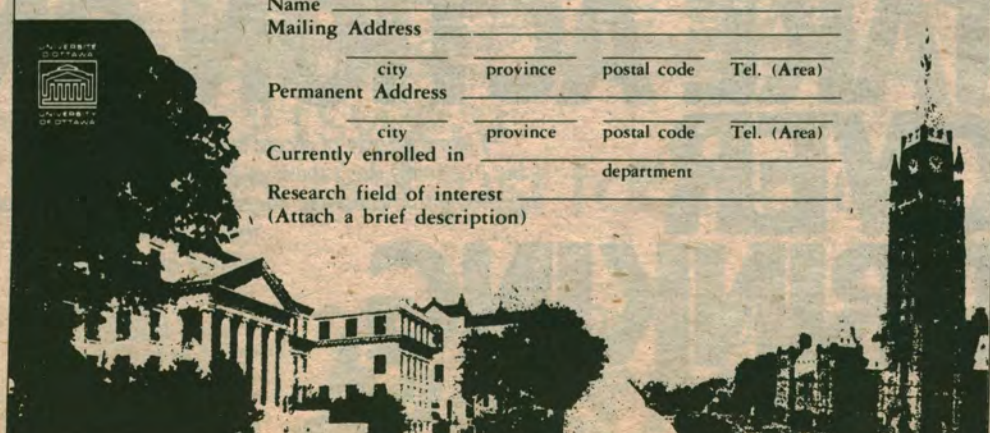 Name
Mailing Address
city province postal code Tel. (Area)
Permanent Address
city province postal code Tel. (Area)
Currently enrolled in
department
Research field of interest
(Attach a brief description)
UNIVERSITÉ
D'OTTAWA
UNIVERSITY
OF OTTAWA